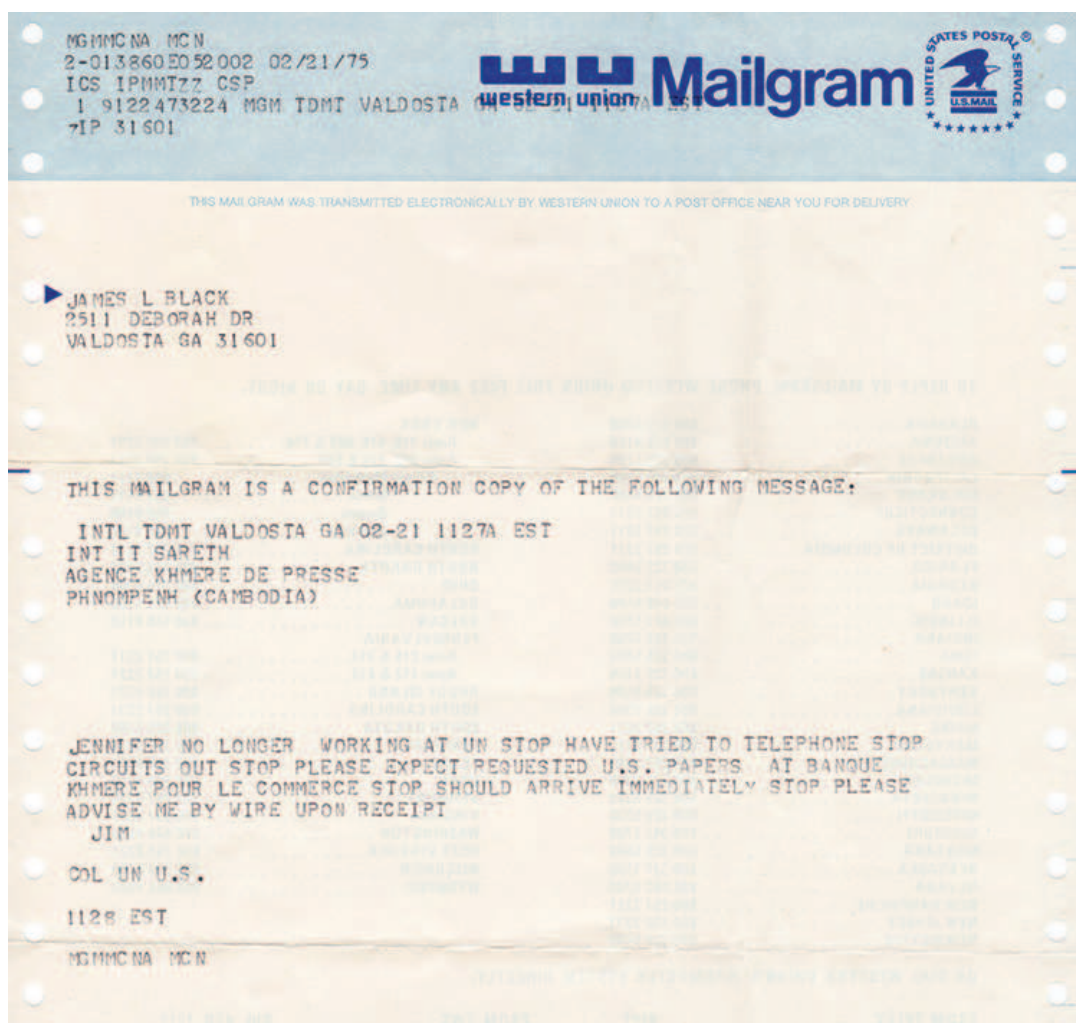 MGMMCNA MCN
2-013860E052002 02/21/75
ICS IPMMTZZ CSP
1 9122473224 MGM TDMT VALDOSTA GA 02-21 1127A EST
ZIP 31601
western union Mailgram
UNITED STATES POSTAL SERVICE
U.S.MAIL
THIS MAILGRAM WAS TRANSMITTED ELECTRONICALLY BY WESTERN UNION TO A POST OFFICE NEAR YOU FOR DELIVERY
JAMES L BLACK
2511 DEBORAH DR
VALDOSTA GA 31601
THIS MAILGRAM IS A CONFIRMATION COPY OF THE FOLLOWING MESSAGE:
INTL TDMT VALDOSTA GA 02-21 1127A EST
INT IT SARETH
AGENCE KHMERE DE PRESSE
PHNOMPENH (CAMBODIA)
JENNIFER NO LONGER WORKING AT UN STOP HAVE TRIED TO TELEPHONE STOP
CIRCUITS OUT STOP PLEASE EXPECT REQUESTED U.S. PAPERS AT BANQUE
KHMERE POUR LE COMMERCE STOP SHOULD ARRIVE IMMEDIATELY STOP PLEASE
ADVISE ME BY WIRE UPON RECEIPT
JIM
COL UN U.S.
1128 EST
MGMMCNA MCN